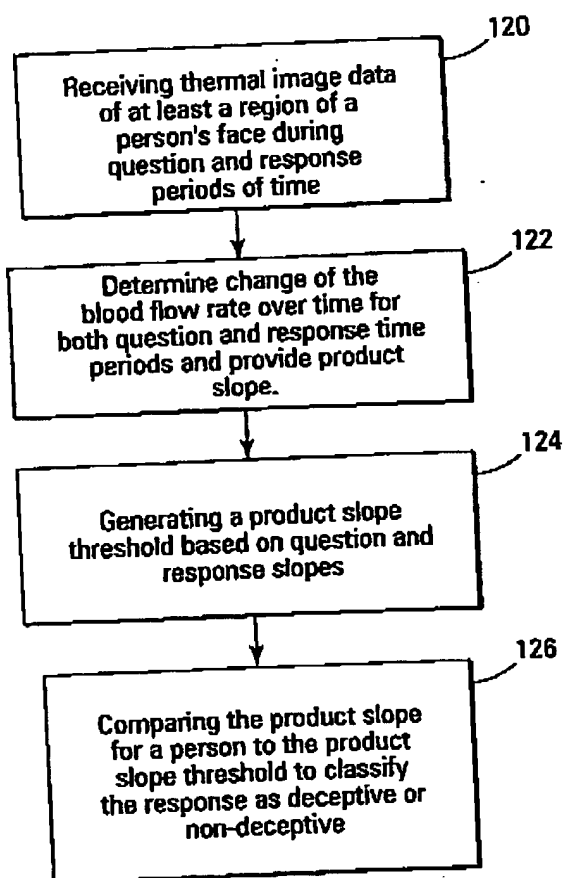 120
Receiving thermal image data
of at least a region of a
person's face during
question and response
periods of time
122
Determine change of the
blood flow rate over time for
both question and response time
periods and provide product
slope.
124
Generating a product slope
threshold based on question and
response slopes
126
Comparing the product slope
for a person to the product
slope threshold to classify
the response as deceptive or
non-deceptive